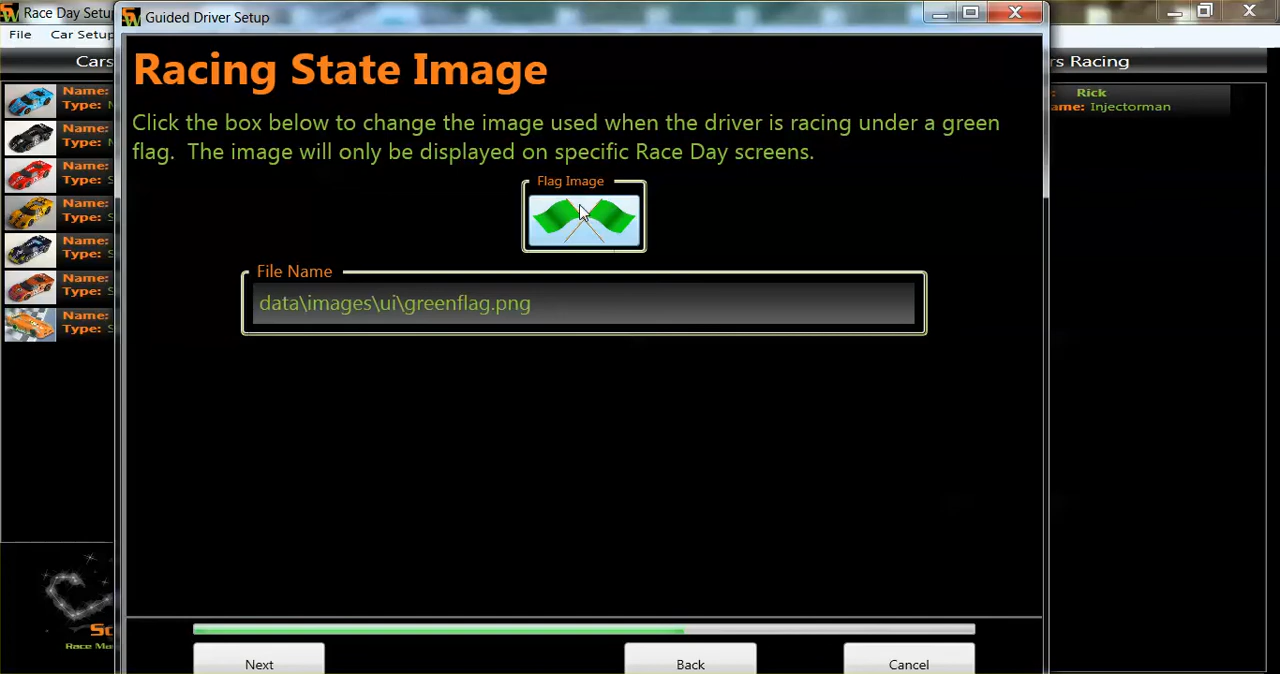 Race Day Setu
Guided Driver Setup
File Car Setup
Cars
rs Racing
Racing State Image
Click the box below to change the image used when the driver is racing under a green
flag. The image will only be displayed on specific Race Day screens.
Flag Image
File Name
data\images\ui\greenflag.png
Name:
Type:
Name:
Type:
Name:
Type: S
Name:
Type: S
Name:
Type: S
Name:
Type: S
Name:
Type: S
: Rick
ame: Injectorman
Race Ma
Next
Back
Cancel